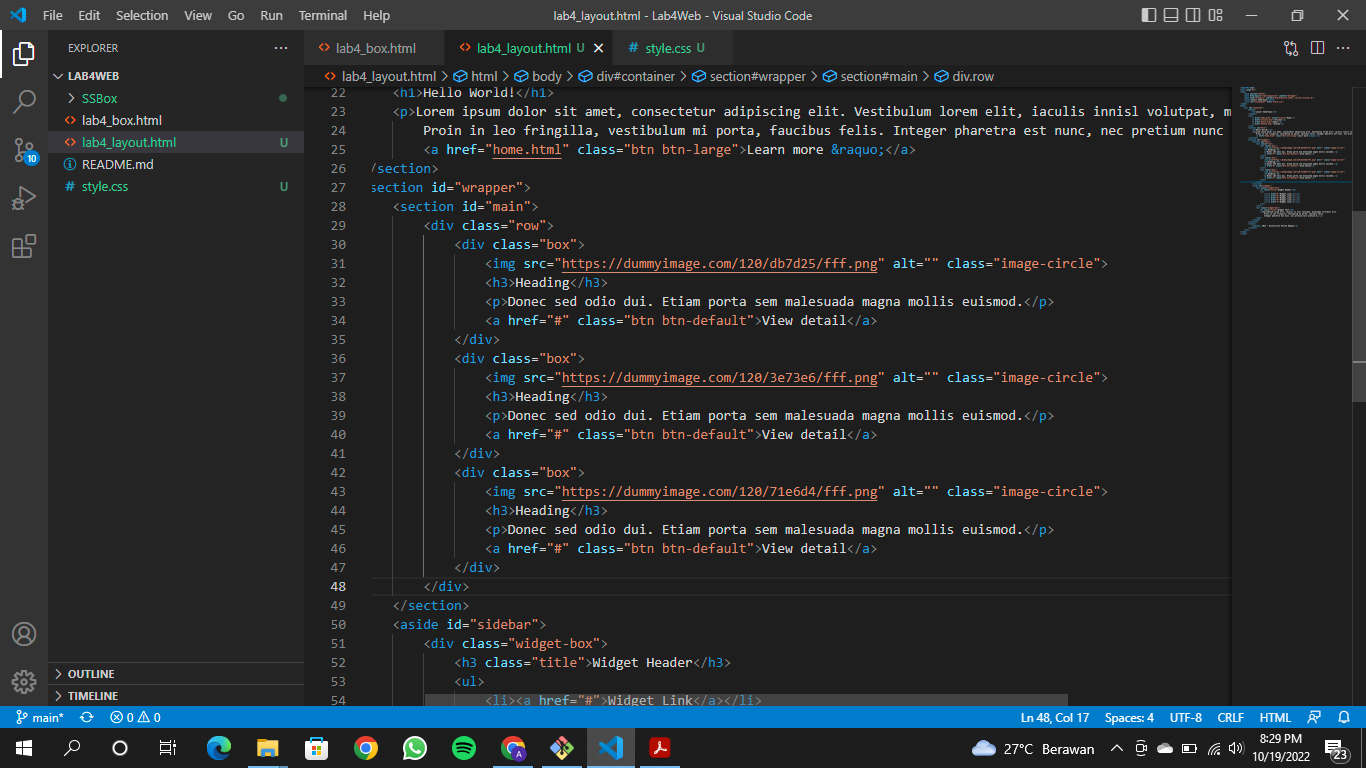 File Edit Selection View Go Run Terminal Help lab4_layout.html - Lab4Web - Visual Studio Code
EXPLORER
LAB4WEB
SSBox
lab4_box.html
lab4_layout.html U
README.md
style.css U
OUTLINE
TIMELINE
10
lab4_box.html lab4_layout.html U style.css U
lab4_layout.html > html > body > div#container > section#wrapper > section#main > div.row
22 <h1>Hello World!</h1>
23 <p>Lorem ipsum dolor sit amet, consectetur adipiscing elit. Vestibulum lorem elit, iaculis innisl volutpat, m
24 Proin in leo fringilla, vestibulum mi porta, faucibus felis. Integer pharetra est nunc, nec pretium nunc
25 <a href="home.html" class="btn btn-large">Learn more &raquo;</a>
26 /section>
27 section id="wrapper">
28 <section id="main">
29 <div class="row">
30 <div class="box">
31 <img src="https://dummyimage.com/120/db7d25/fff.png" alt="" class="image-circle">
32 <h3>Heading</h3>
33 <p>Donec sed odio dui. Etiam porta sem malesuada magna mollis euismod.</p>
34 <a href="#" class="btn btn-default">View detail</a>
35 </div>
36 <div class="box">
37 <img src="https://dummyimage.com/120/3e73e6/fff.png" alt="" class="image-circle">
38 <h3>Heading</h3>
39 <p>Donec sed odio dui. Etiam porta sem malesuada magna mollis euismod.</p>
40 <a href="#" class="btn btn-default">View detail</a>
41 </div>
42 <div class="box">
43 <img src="https://dummyimage.com/120/71e6d4/fff.png" alt="" class="image-circle">
44 <h3>Heading</h3>
45 <p>Donec sed odio dui. Etiam porta sem malesuada magna mollis euismod.</p>
46 <a href="#" class="btn btn-default">View detail</a>
47 </div>
48 </div>
49 </section>
50 <aside id="sidebar">
51 <div class="widget-box">
52 <h3 class="title">Widget Header</h3>
53 <ul>
54 <li><a href="#">Widget Link</a></li>
main* 0 0 Ln 48, Col 17 Spaces: 4 UTF-8 CRLF HTML
27°C Berawan 8:29 PM
10/19/2022
23